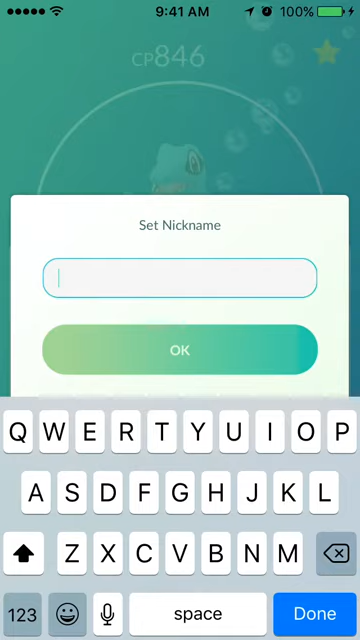 9:41 AM 100%
CP846
Set Nickname
OK
Q W E R T Y U I O P
A S D F G H J K L
Z X C V B N M
123 space Done